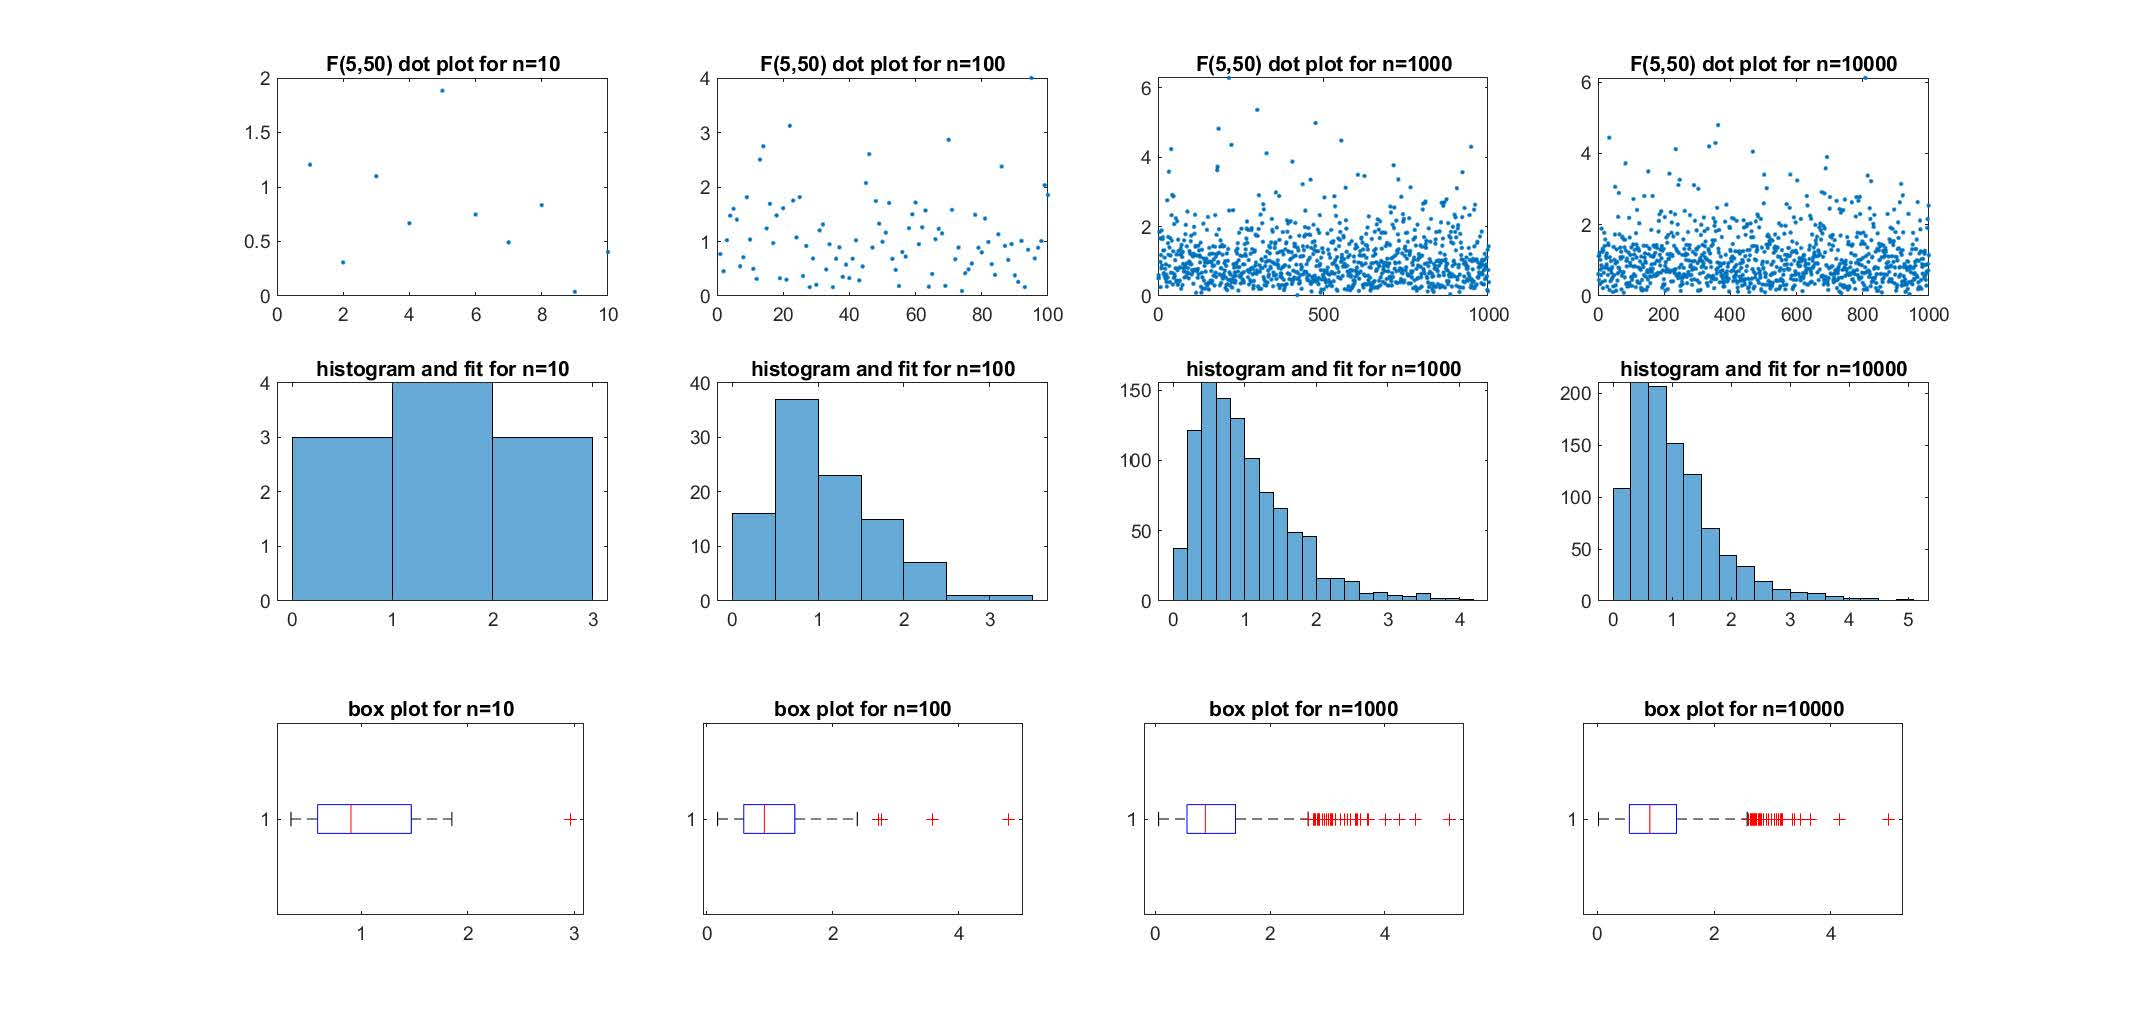 F(5,50) dot plot for n=10
2
1.5
1
0.5
0
0 2 4 6 8 10
F(5,50) dot plot for n=100
4
3
2
1
0
0 20 40 60 80 100
F(5,50) dot plot for n=1000
6
4
2
0
0 500 1000
F(5,50) dot plot for n=10000
6
4
2
0
0 200 400 600 800 1000
histogram and fit for n=10
4
3
2
1
0
0 1 2 3
histogram and fit for n=100
40
30
20
10
0
0 1 2 3
histogram and fit for n=1000
150
100
50
0
0 1 2 3 4
histogram and fit for n=10000
200
150
100
50
0
0 1 2 3 4 5
box plot for n=10
1
1 2 3
box plot for n=100
1
0 2 4
box plot for n=1000
1
0 2 4
box plot for n=10000
1
0 2 4